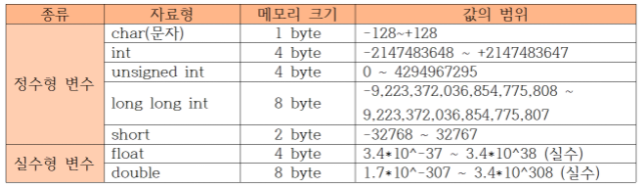 종류 자료형 메모리 크기 값의 범위
정수형 변수 char(문자) 1 byte -128~+128
int 4 byte -2147483648 ~ +2147483647
unsigned int 4 byte 0 ~ 4294967295
long long int 8 byte -9,223,372,036,854,775,808 ~
9,223,372,036,854,775,807
short 2 byte -32768 ~ 32767
실수형 변수 float 4 byte 3.4*10^-37 ~ 3.4*10^38 (실수)
double 8 byte 1.7*10^-307 ~ 3.4*10^308 (실수)